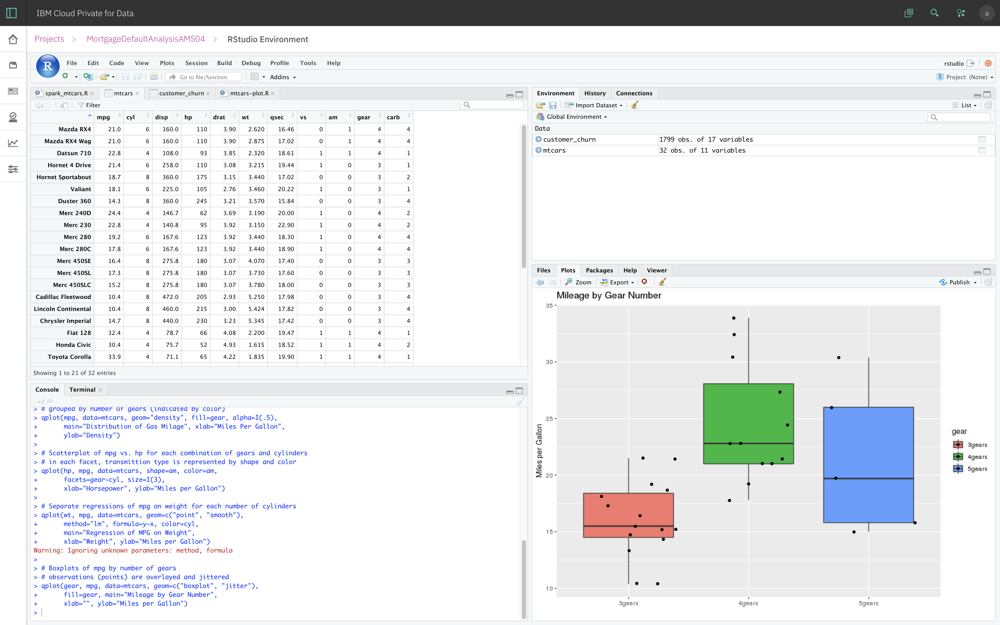 IBM Cloud Private for Data
a
Projects > MortgageDefaultAnalysisAMS04 > RStudio Environment
R
File Edit Code View Plots Session Build Debug Profile Tools Help
rstudio
Go to file/function
Addins
Project: (None)
spark_mtcars.R mtcars customer_churn mtcars-plot.R
Filter
mpg cyl disp hp drat wt qsec vs am gear carb
Mazda RX4 21.0 6 160.0 110 3.90 2.620 16.46 0 1 4 4
Mazda RX4 Wag 21.0 6 160.0 110 3.90 2.875 17.02 0 1 4 4
Datsun 710 22.8 4 108.0 93 3.85 2.320 18.61 1 1 4 1
Hornet 4 Drive 21.4 6 258.0 110 3.08 3.215 19.44 1 0 3 1
Hornet Sportabout 18.7 8 360.0 175 3.15 3.440 17.02 0 0 3 2
Valiant 18.1 6 225.0 105 2.76 3.460 20.22 1 0 3 1
Duster 360 14.3 8 360.0 245 3.21 3.570 15.84 0 0 3 4
Merc 240D 24.4 4 146.7 62 3.69 3.190 20.00 1 0 4 2
Merc 230 22.8 4 140.8 95 3.92 3.150 22.90 1 0 4 2
Merc 280 19.2 6 167.6 123 3.92 3.440 18.30 1 0 4 4
Merc 280C 17.8 6 167.6 123 3.92 3.440 18.90 1 0 4 4
Merc 450SE 16.4 8 275.8 180 3.07 4.070 17.40 0 0 3 3
Merc 450SL 17.3 8 275.8 180 3.07 3.730 17.60 0 0 3 3
Merc 450SLC 15.2 8 275.8 180 3.07 3.780 18.00 0 0 3 3
Cadillac Fleetwood 10.4 8 472.0 205 2.93 5.250 17.98 0 0 3 4
Lincoln Continental 10.4 8 460.0 215 3.00 5.424 17.82 0 0 3 4
Chrysler Imperial 14.7 8 440.0 230 3.23 5.345 17.42 0 0 3 4
Fiat 128 32.4 4 78.7 66 4.08 2.200 19.47 1 1 4 1
Honda Civic 30.4 4 75.7 52 4.93 1.615 18.52 1 1 4 2
Toyota Corolla 33.9 4 71.1 65 4.22 1.835 19.90 1 1 4 1
Showing 1 to 21 of 32 entries
Console Terminal
~/
> # grouped by number of gears (indicated by color)
> qplot(mpg, data=mtcars, geom="density", fill=gear, alpha=I(.5),
+ main="Distribution of Gas Milage", xlab="Miles Per Gallon",
+ ylab="Density")
>
> # Scatterplot of mpg vs. hp for each combination of gears and cylinders
> # in each facet, transmittion type is represented by shape and color
> qplot(hp, mpg, data=mtcars, shape=am, color=am,
+ facets=gear~cyl, size=I(3),
+ xlab="Horsepower", ylab="Miles per Gallon")
>
> # Separate regressions of mpg on weight for each number of cylinders
> qplot(wt, mpg, data=mtcars, geom=c("point", "smooth"),
+ method="lm", formula=y~x, color=cyl,
+ main="Regression of MPG on Weight",
+ xlab="Weight", ylab="Miles per Gallon")
Warning: Ignoring unknown parameters: method, formula
>
> # Boxplots of mpg by number of gears
> # observations (points) are overlayed and jittered
> qplot(gear, mpg, data=mtcars, geom=c("boxplot", "jitter"),
+ fill=gear, main="Mileage by Gear Number",
+ xlab="", ylab="Miles per Gallon")
>
Environment History Connections
Import Dataset
List
Global Environment
Data
customer_churn 1799 obs. of 17 variables
mtcars 32 obs. of 11 variables
Files Plots Packages Help Viewer
Zoom Export
Publish
Mileage by Gear Number
35
30
25
20
15
10
Miles per Gallon
3gears 4gears 5gears
gear
3gears
4gears
5gears